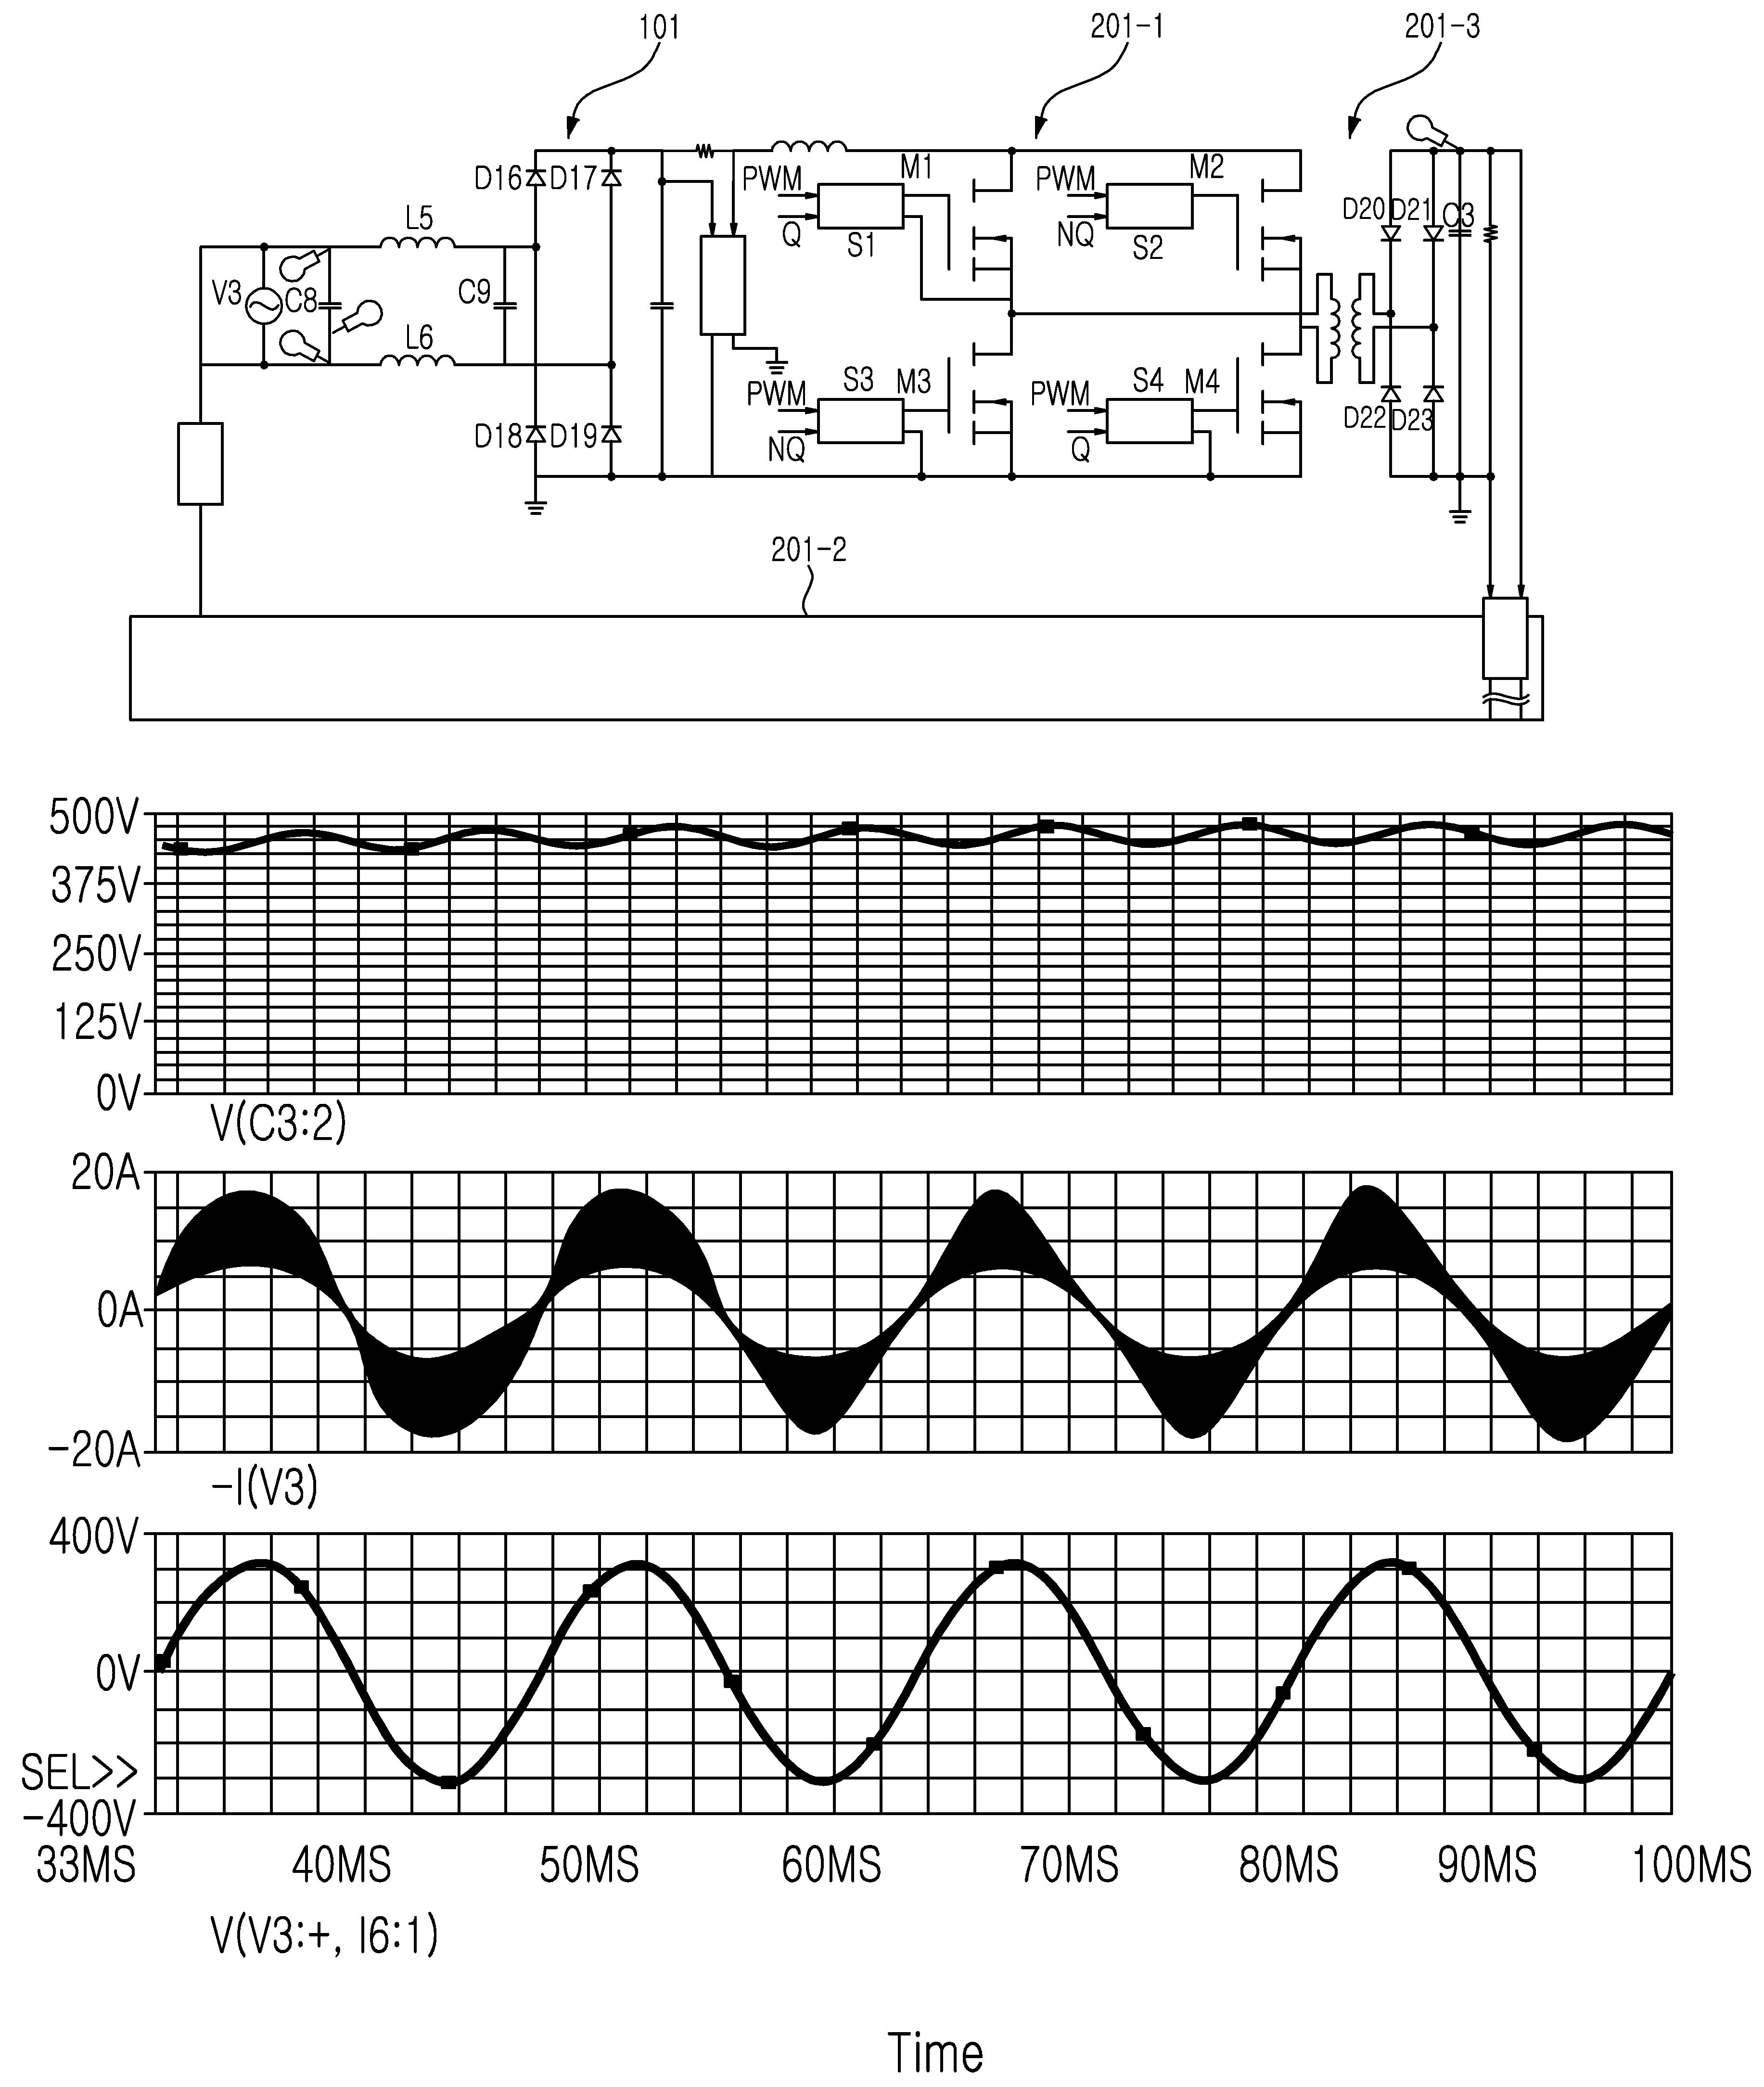 101
201-1
201-3
D16
D17
PWM
M1
PWM
M2
Q
S1
NQ
S2
D20
D21
C3
L5
V3
C8
C9
L6
PWM
S3
M3
PWM
S4
M4
D22
D23
D18
D19
NQ
Q
201-2
500V
375V
250V
125V
0V
V(C3:2)
20A
0A
-20A
-I(V3)
400V
0V
SEL>>
-400V
33MS 40MS 50MS 60MS 70MS 80MS 90MS 100MS
V(V3:+, I6:1)
Time